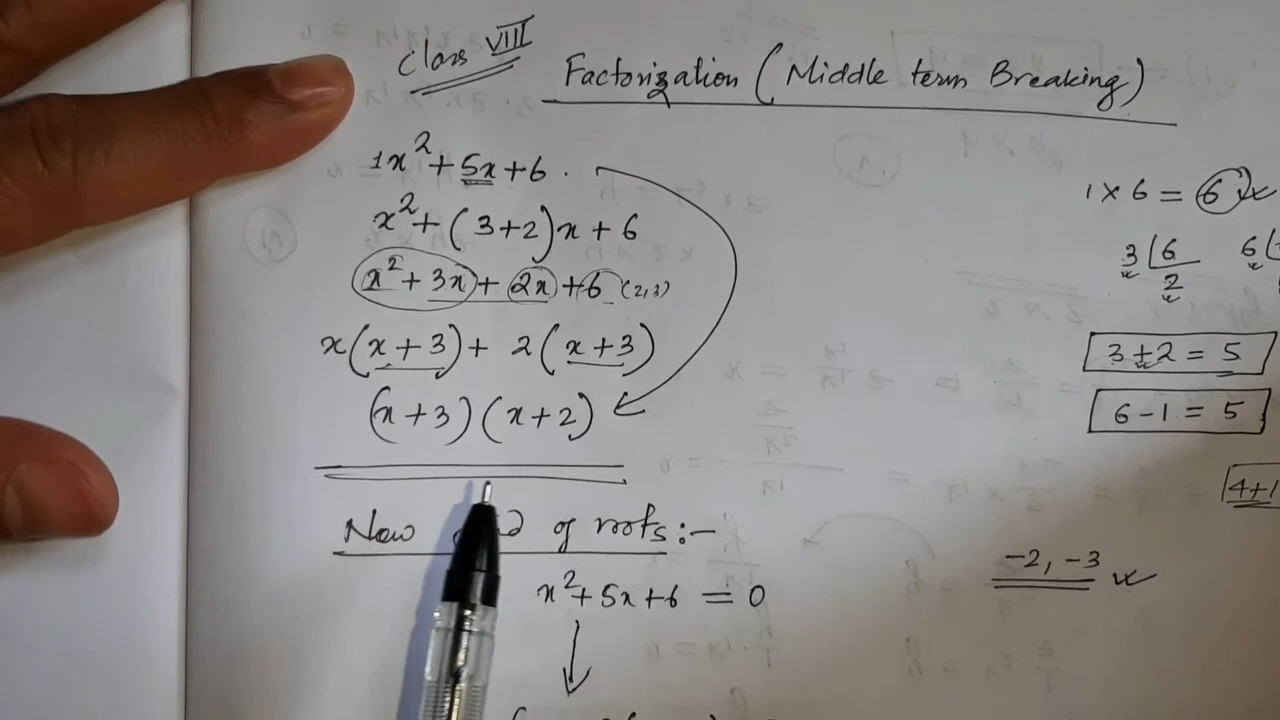 Class VIII
Factorization (Middle term Breaking)
1x² + 5x + 6 .
x² + (3+2)x + 6
x² + 3x + 2x + 6 (2,3)
x(x+3) + 2(x+3)
(x+3)(x+2)
1 × 6 = 6
3 6
2
6
3+2 = 5
6-1 = 5
4+1
Now of roots :-
x² + 5x + 6 = 0
-2, -3